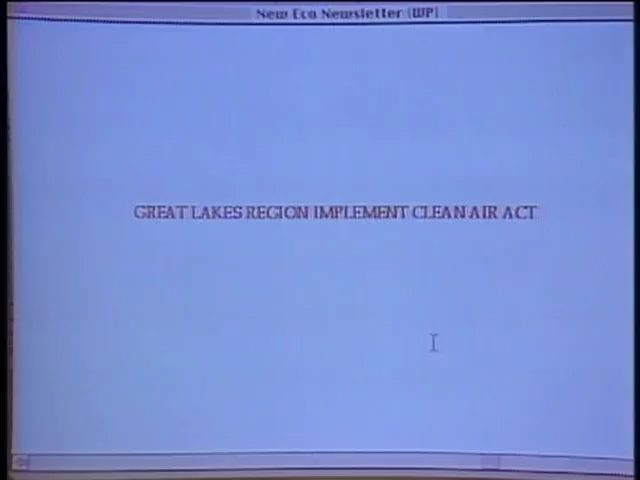 New Eco Newsletter (WP)
GREAT LAKES REGION IMPLEMENT CLEAN AIR ACT